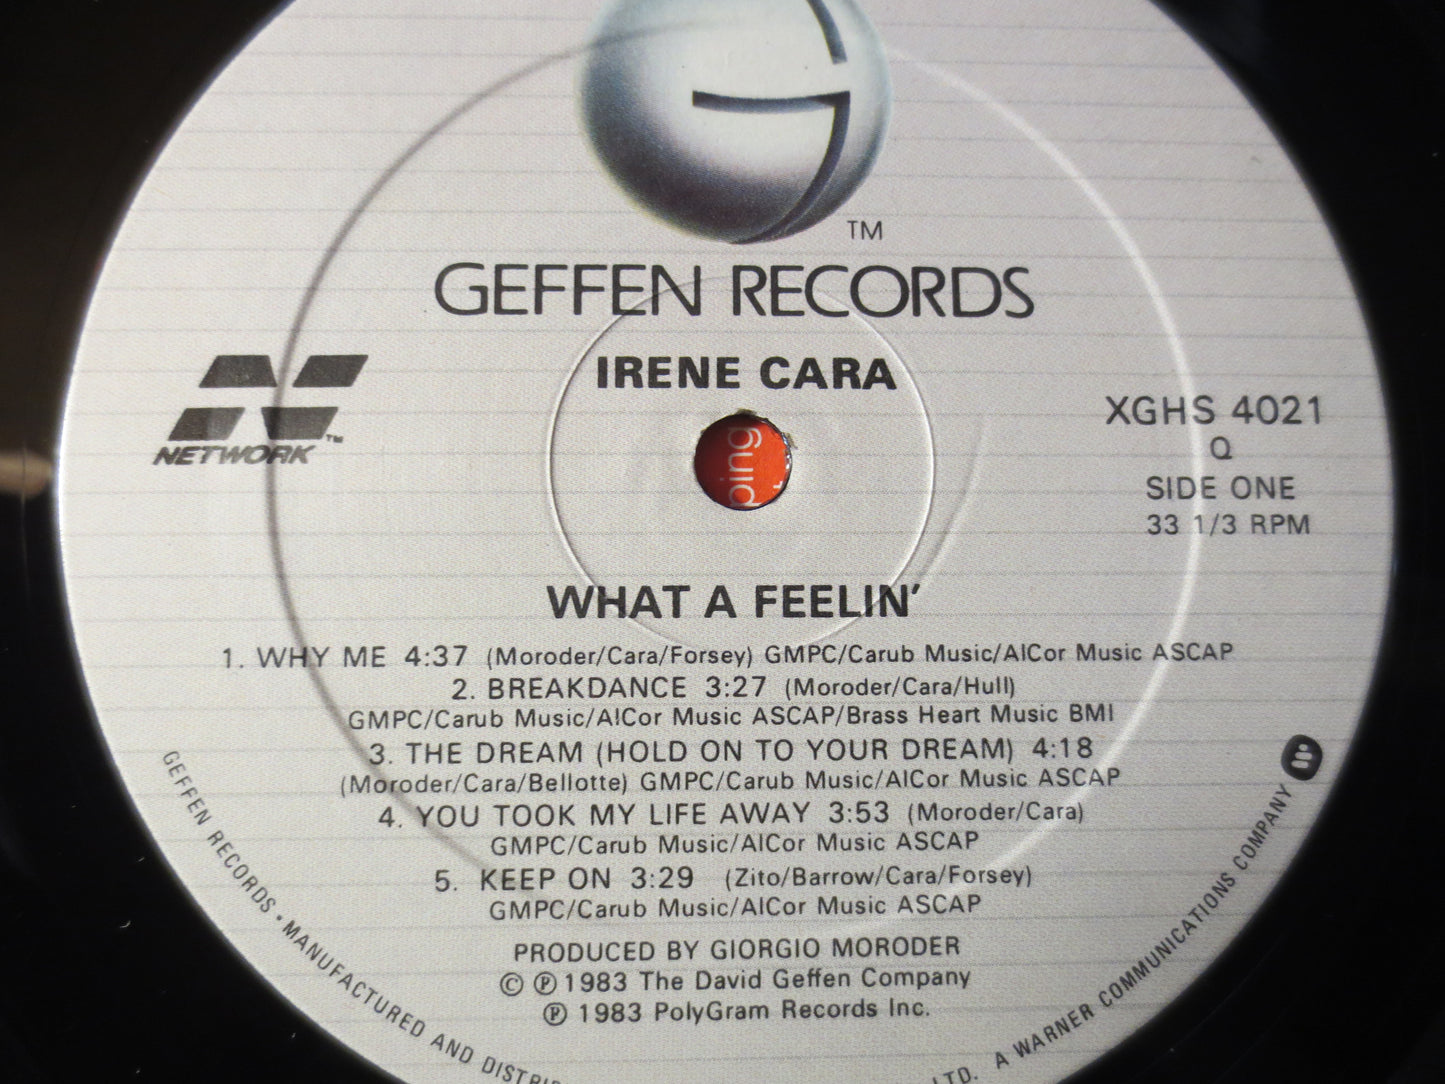 TM
GEFFEN RECORDS
IRENE CARA
NETWORK™
XGHS 4021
Q
SIDE ONE
33 1/3 RPM
ping
WHAT A FEELIN'
1. WHY ME 4:37 (Moroder/Cara/Forsey) GMPC/Carub Music/AlCor Music ASCAP
2. BREAKDANCE 3:27 (Moroder/Cara/Hull)
GMPC/Carub Music/AlCor Music ASCAP/Brass Heart Music BMI
3. THE DREAM (HOLD ON TO YOUR DREAM) 4:18
(Moroder/Cara/Bellotte) GMPC/Carub Music/AlCor Music ASCAP
4. YOU TOOK MY LIFE AWAY 3:53 (Moroder/Cara)
GMPC/Carub Music/AlCor Music ASCAP
5. KEEP ON 3:29 (Zito/Barrow/Cara/Forsey)
GMPC/Carub Music/AlCor Music ASCAP
PRODUCED BY GIORGIO MORODER
© ℗ 1983 The David Geffen Company
℗ 1983 PolyGram Records Inc.
GEFFEN RECORDS • MANUFACTURED AND DISTRIB
LTD. A WARNER COMMUNICATIONS COMPANY